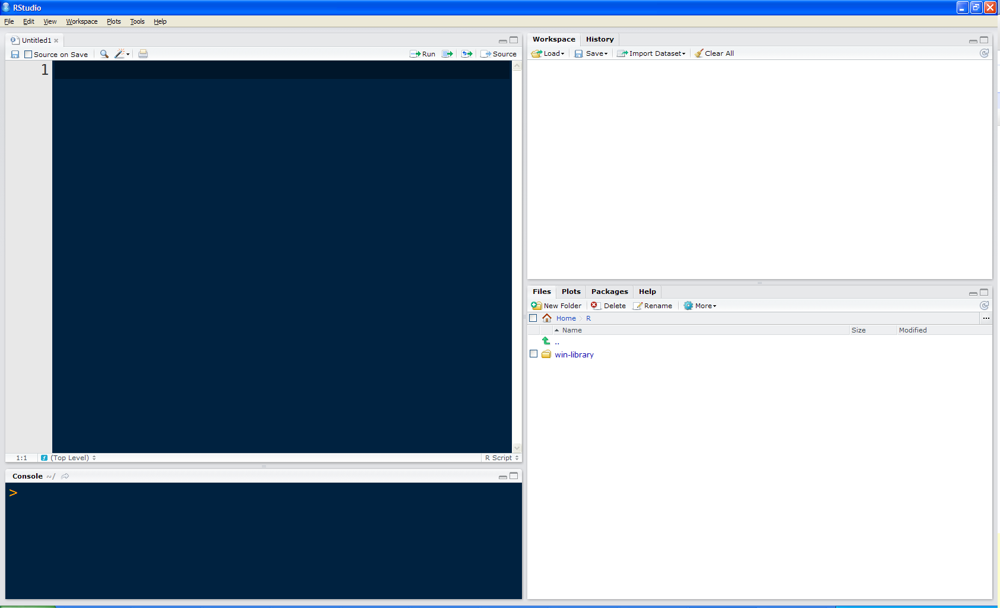 RStudio
File Edit View Workspace Plots Tools Help
Untitled1
Source on Save Run Source
1
1:1 (Top Level) R Script
Console ~/
>
Workspace History
Load Save Import Dataset Clear All
Files Plots Packages Help
New Folder Delete Rename More
Home R ...
Name Size Modified
..
win-library